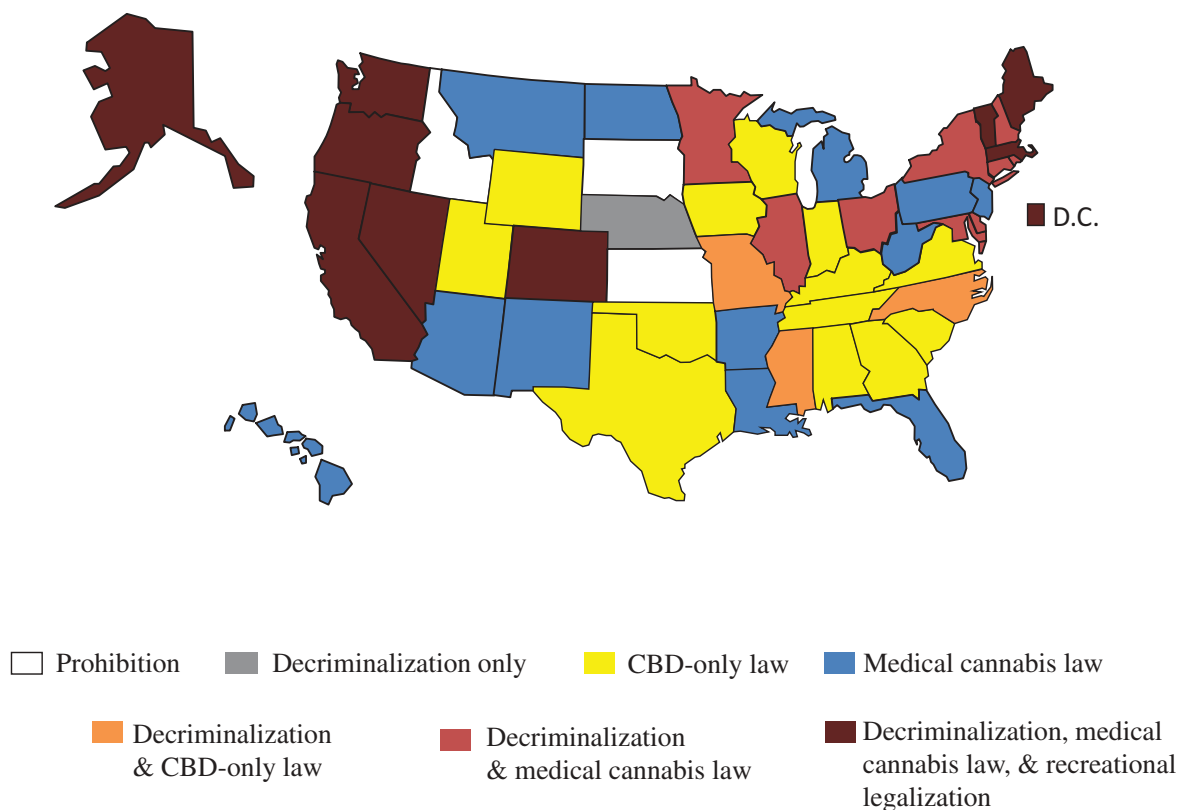 D.C.
Prohibition
Decriminalization only
CBD-only law
Medical cannabis law
Decriminalization
& CBD-only law
Decriminalization
& medical cannabis law
Decriminalization, medical
cannabis law, & recreational
legalization